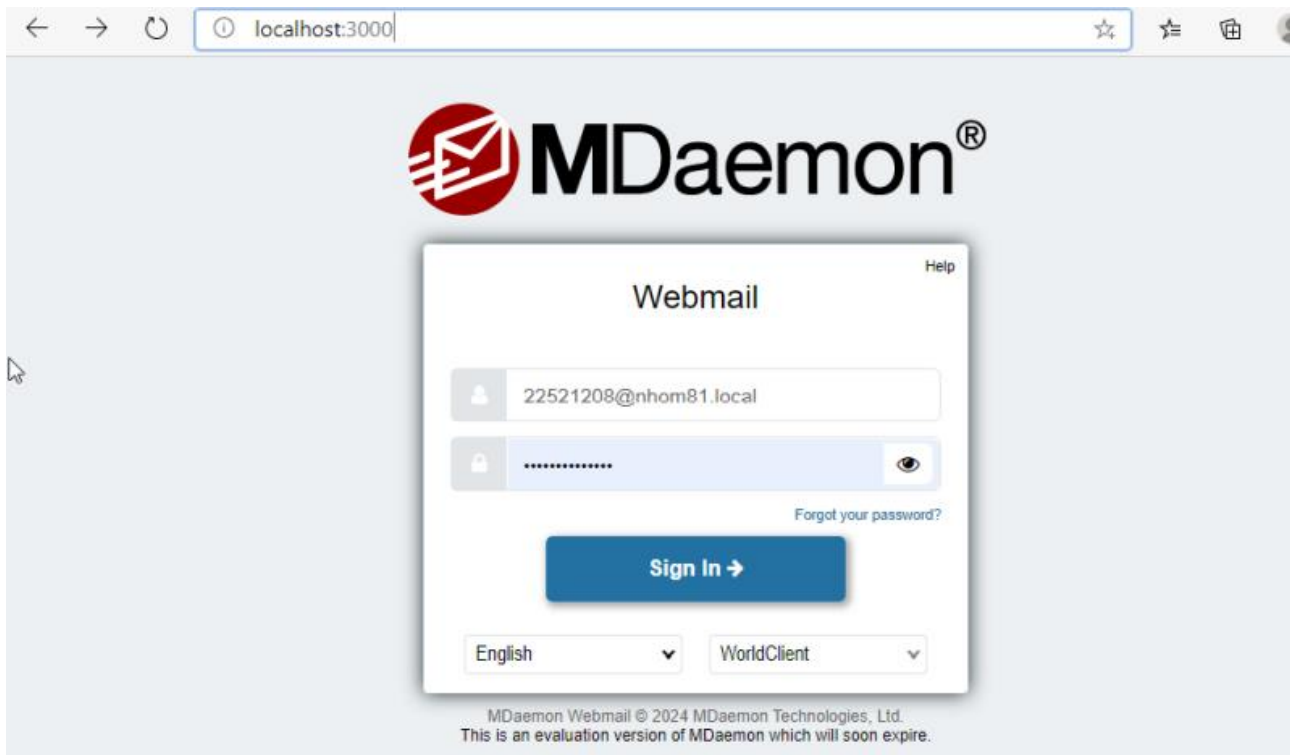 localhost:3000
MDaemon®
Help
Webmail
22521208@nhom81.local
••••••••••••••
Forgot your password?
Sign In →
English
WorldClient
MDaemon Webmail © 2024 MDaemon Technologies, Ltd.
This is an evaluation version of MDaemon which will soon expire.